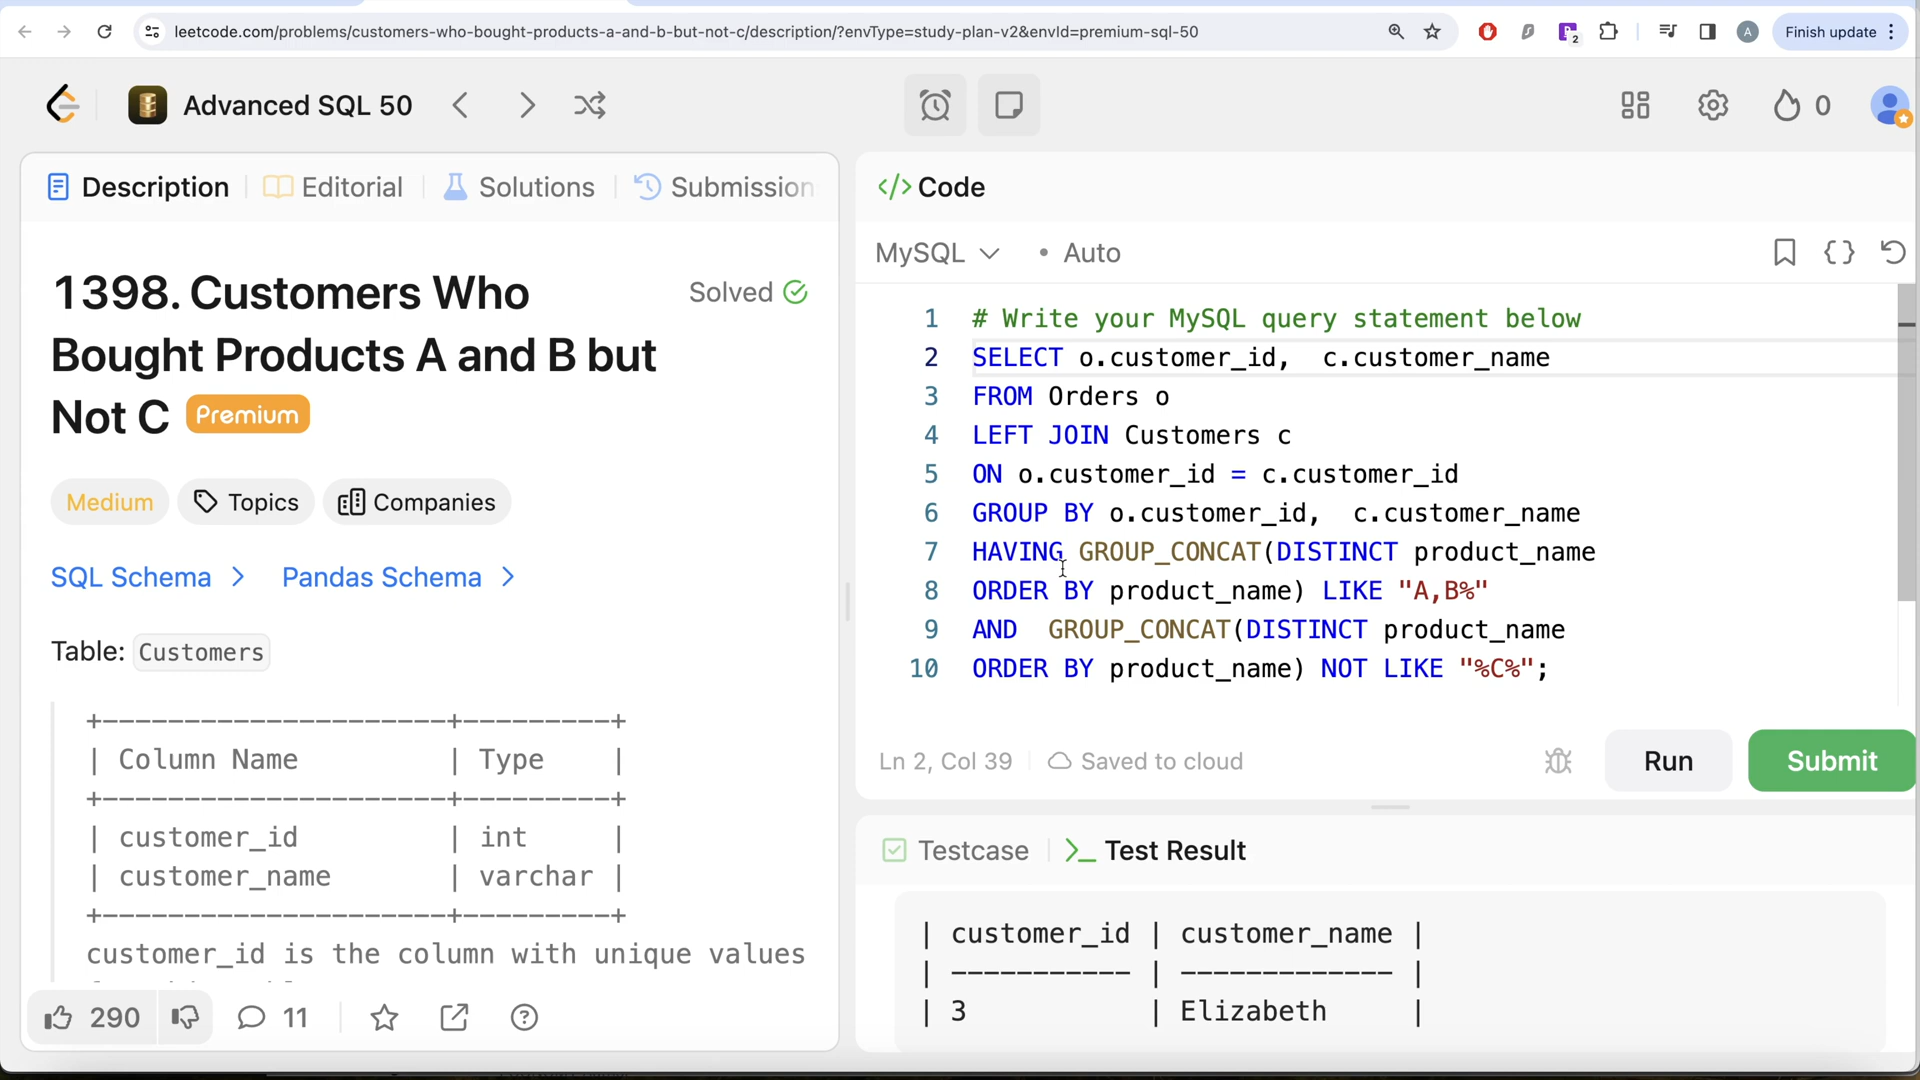 leetcode.com/problems/customers-who-bought-products-a-and-b-but-not-c/description/?envType=study-plan-v2&envId=premium-sql-50
2
A
Finish update
Advanced SQL 50
0
Description
Editorial
Solutions
Submission
1398. Customers Who
Bought Products A and B but
Not C
Premium
Solved
Medium
Topics
Companies
SQL Schema
Pandas Schema
Table: Customers
+---------------------+---------+
| Column Name | Type |
+---------------------+---------+
| customer_id | int |
| customer_name | varchar |
+---------------------+---------+
customer_id is the column with unique values
290
11
</> Code
MySQL
• Auto
1 # Write your MySQL query statement below
2 SELECT o.customer_id,  c.customer_name
3 FROM Orders o
4 LEFT JOIN Customers c
5 ON o.customer_id = c.customer_id
6 GROUP BY o.customer_id,  c.customer_name
7 HAVING GROUP_CONCAT(DISTINCT product_name
8 ORDER BY product_name) LIKE "A,B%"
9 AND  GROUP_CONCAT(DISTINCT product_name
10 ORDER BY product_name) NOT LIKE "%C%";
Ln 2, Col 39
Saved to cloud
Run
Submit
Testcase
>_ Test Result
| customer_id | customer_name |
| ----------- | ------------- |
| 3 | Elizabeth |